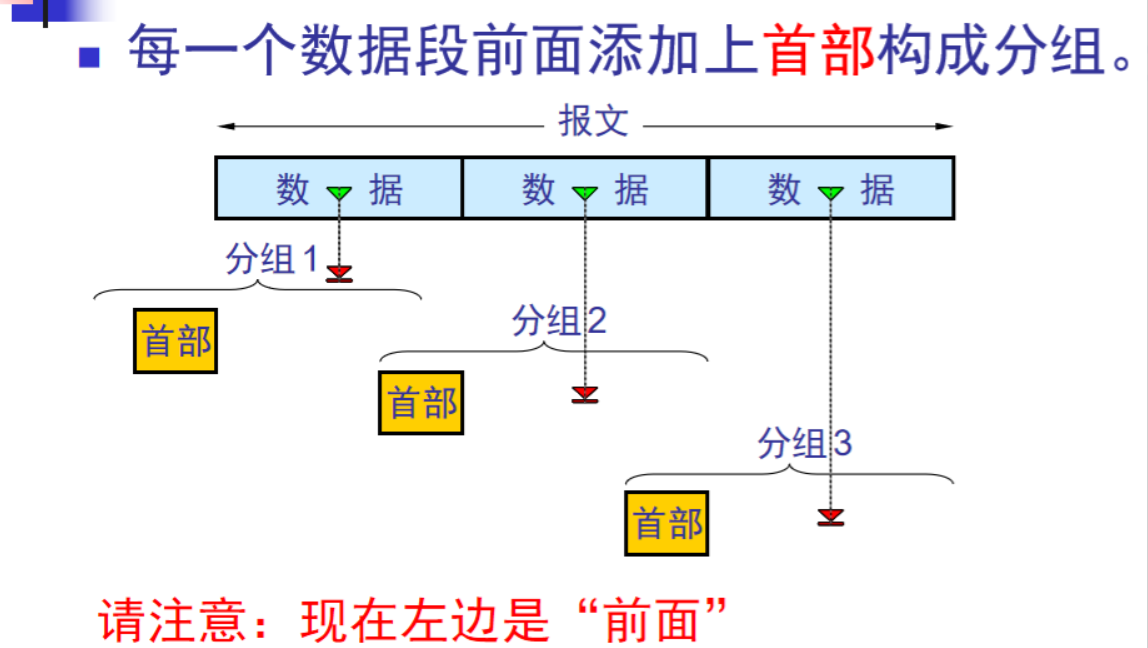 每一个数据段前面添加上首部构成分组。
报文
数 据 数 据 数 据
分组 1
首部
分组 2
首部
分组 3
首部
请注意：现在左边是“前面”